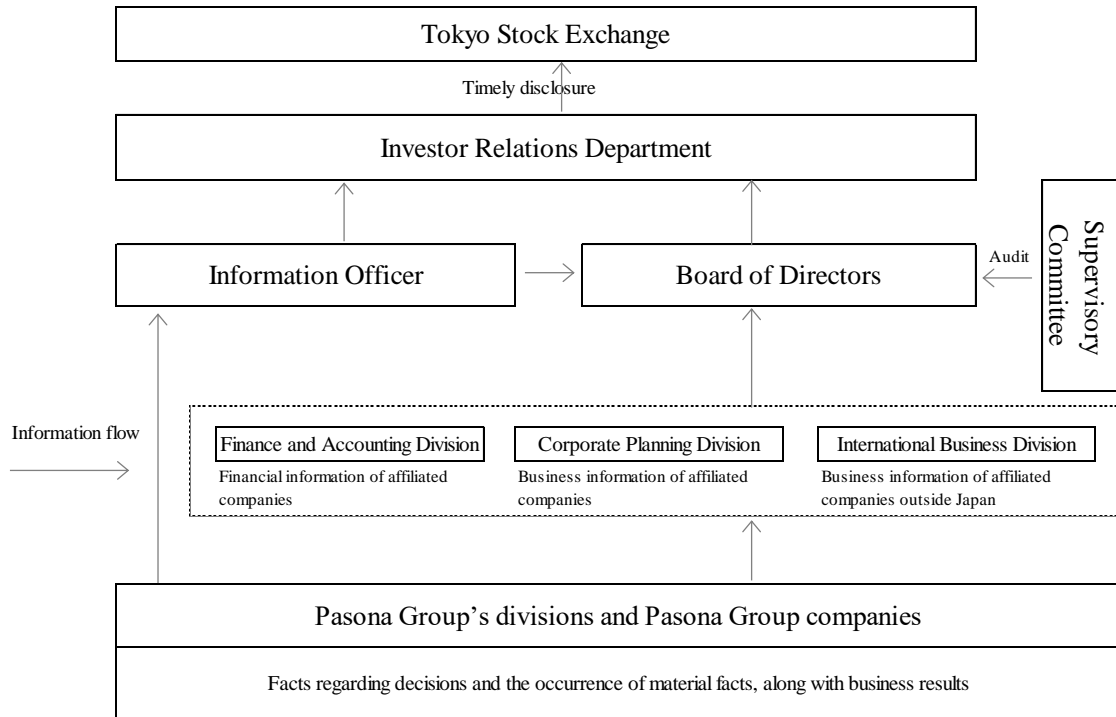 Tokyo Stock Exchange
Timely disclosure
Investor Relations Department
Information Officer
Board of Directors
Audit
Supervisory
Committee
Information flow
Finance and Accounting Division
Financial information of affiliated
companies
Corporate Planning Division
Business information of affiliated
companies
International Business Division
Business information of affiliated
companies outside Japan
Pasona Group’s divisions and Pasona Group companies
Facts regarding decisions and the occurrence of material facts, along with business results